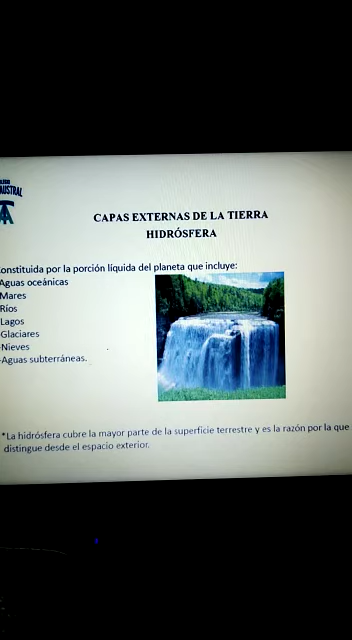 AUSTRAL
CAPAS EXTERNAS DE LA TIERRA
HIDRÓSFERA
onstituida por la porción líquida del planeta que incluye:
Aguas oceánicas
Mares
Ríos
Lagos
-Glaciares
-Nieves
-Aguas subterráneas.
*La hidrósfera cubre la mayor parte de la superficie terrestre y es la razón por la que
distingue desde el espacio exterior.